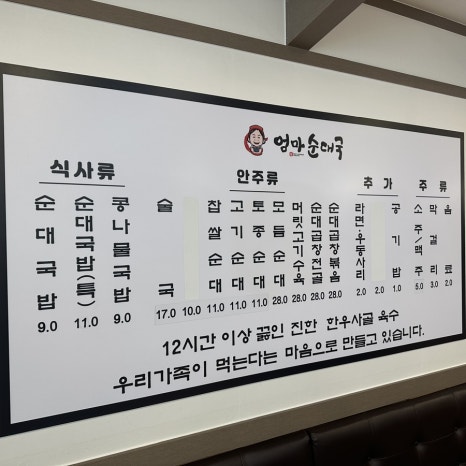 엄마순대국
식사류
순대국밥 9.0
순대국밥(특) 11.0
콩나물국밥 9.0
안주류
술국 17.0
10.0
찹쌀순대 11.0
고기순대 11.0
토종순대 11.0
모듬순대 28.0
머릿고기수육 28.0
순대곱창전골 28.0
순대곱창볶음 28.0
추가
라면·우동사리 2.0
2.0
공기밥 1.0
주류
소주/맥주 5.0
막걸리 3.0
음료 2.0
12시간 이상 끓인 진한 한우사골 육수
우리가족이 먹는다는 마음으로 만들고 있습니다.